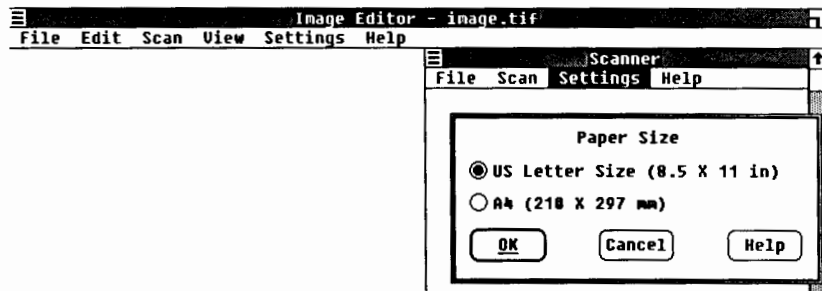 Image Editor - image.tif
File Edit Scan View Settings Help
Scanner
File Scan Settings Help
Paper Size
US Letter Size (8.5 X 11 in)
A4 (210 X 297 mm)
OK Cancel Help